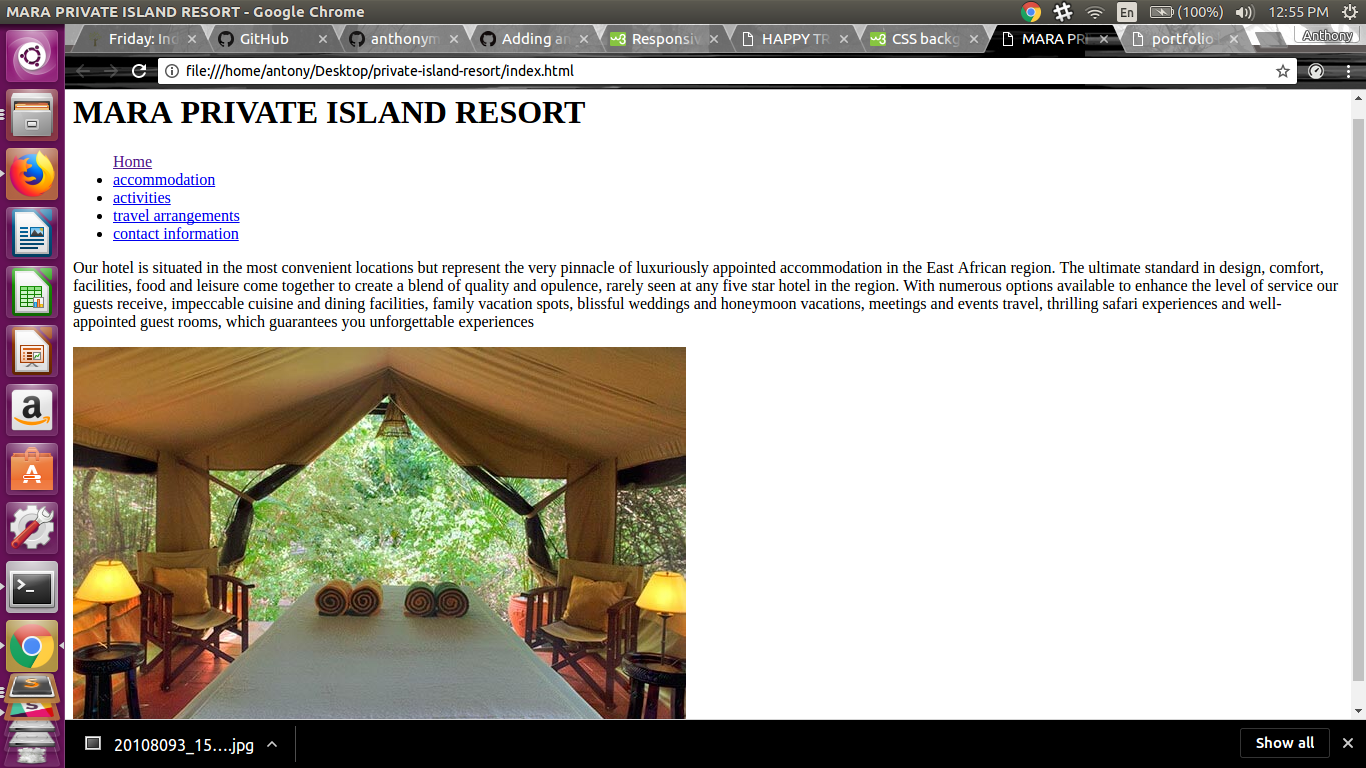 MARA PRIVATE ISLAND RESORT - Google Chrome
En (100%) 12:55 PM
Friday: Ind GitHub anthonym Adding an Responsiv HAPPY TR CSS backg MARA PRI portfolio Anthony
file:///home/antony/Desktop/private-island-resort/index.html
MARA PRIVATE ISLAND RESORT
Home
accommodation
activities
travel arrangements
contact information
Our hotel is situated in the most convenient locations but represent the very pinnacle of luxuriously appointed accommodation in the East African region. The ultimate standard in design, comfort,
facilities, food and leisure come together to create a blend of quality and opulence, rarely seen at any five star hotel in the region. With numerous options available to enhance the level of service our
guests receive, impeccable cuisine and dining facilities, family vacation spots, blissful weddings and honeymoon vacations, meetings and events travel, thrilling safari experiences and well-
appointed guest rooms, which guarantees you unforgettable experiences
20108093_15....jpg
Show all